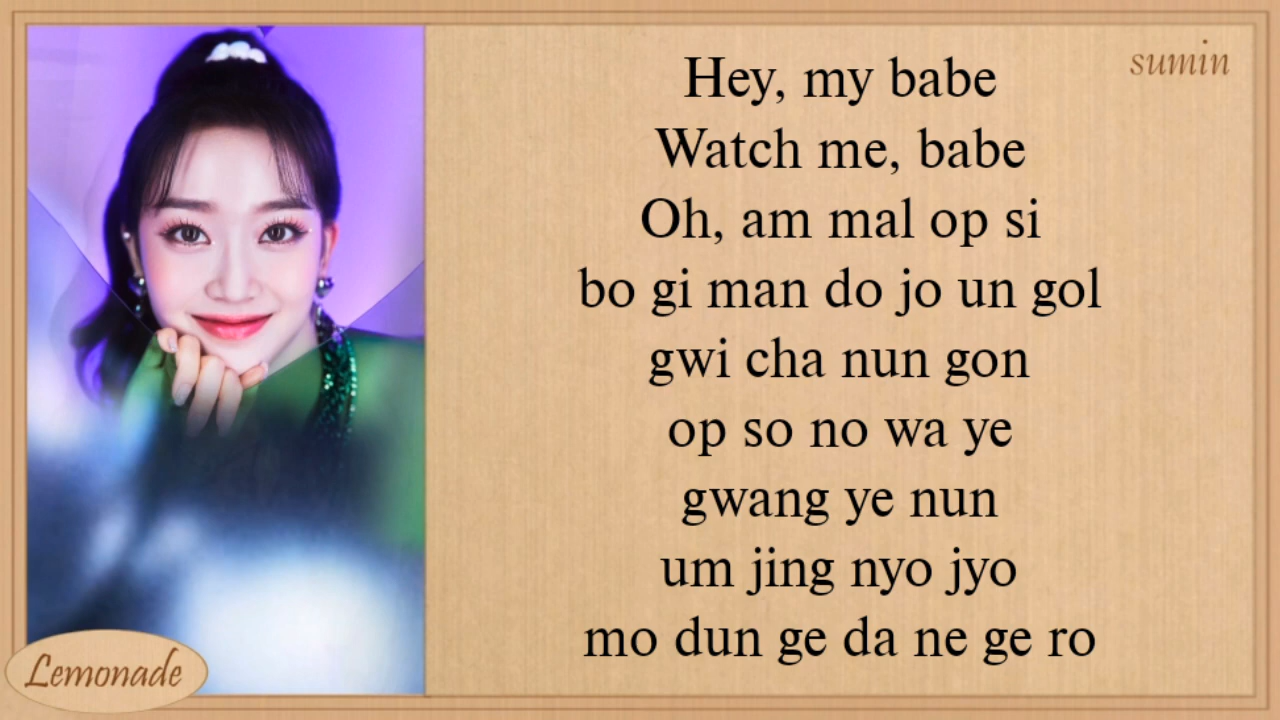 sumin
Hey, my babe
Watch me, babe
Oh, am mal op si
bo gi man do jo un gol
gwi cha nun gon
op so no wa ye
gwang ye nun
um jing nyo jyo
mo dun ge da ne ge ro
Lemonade